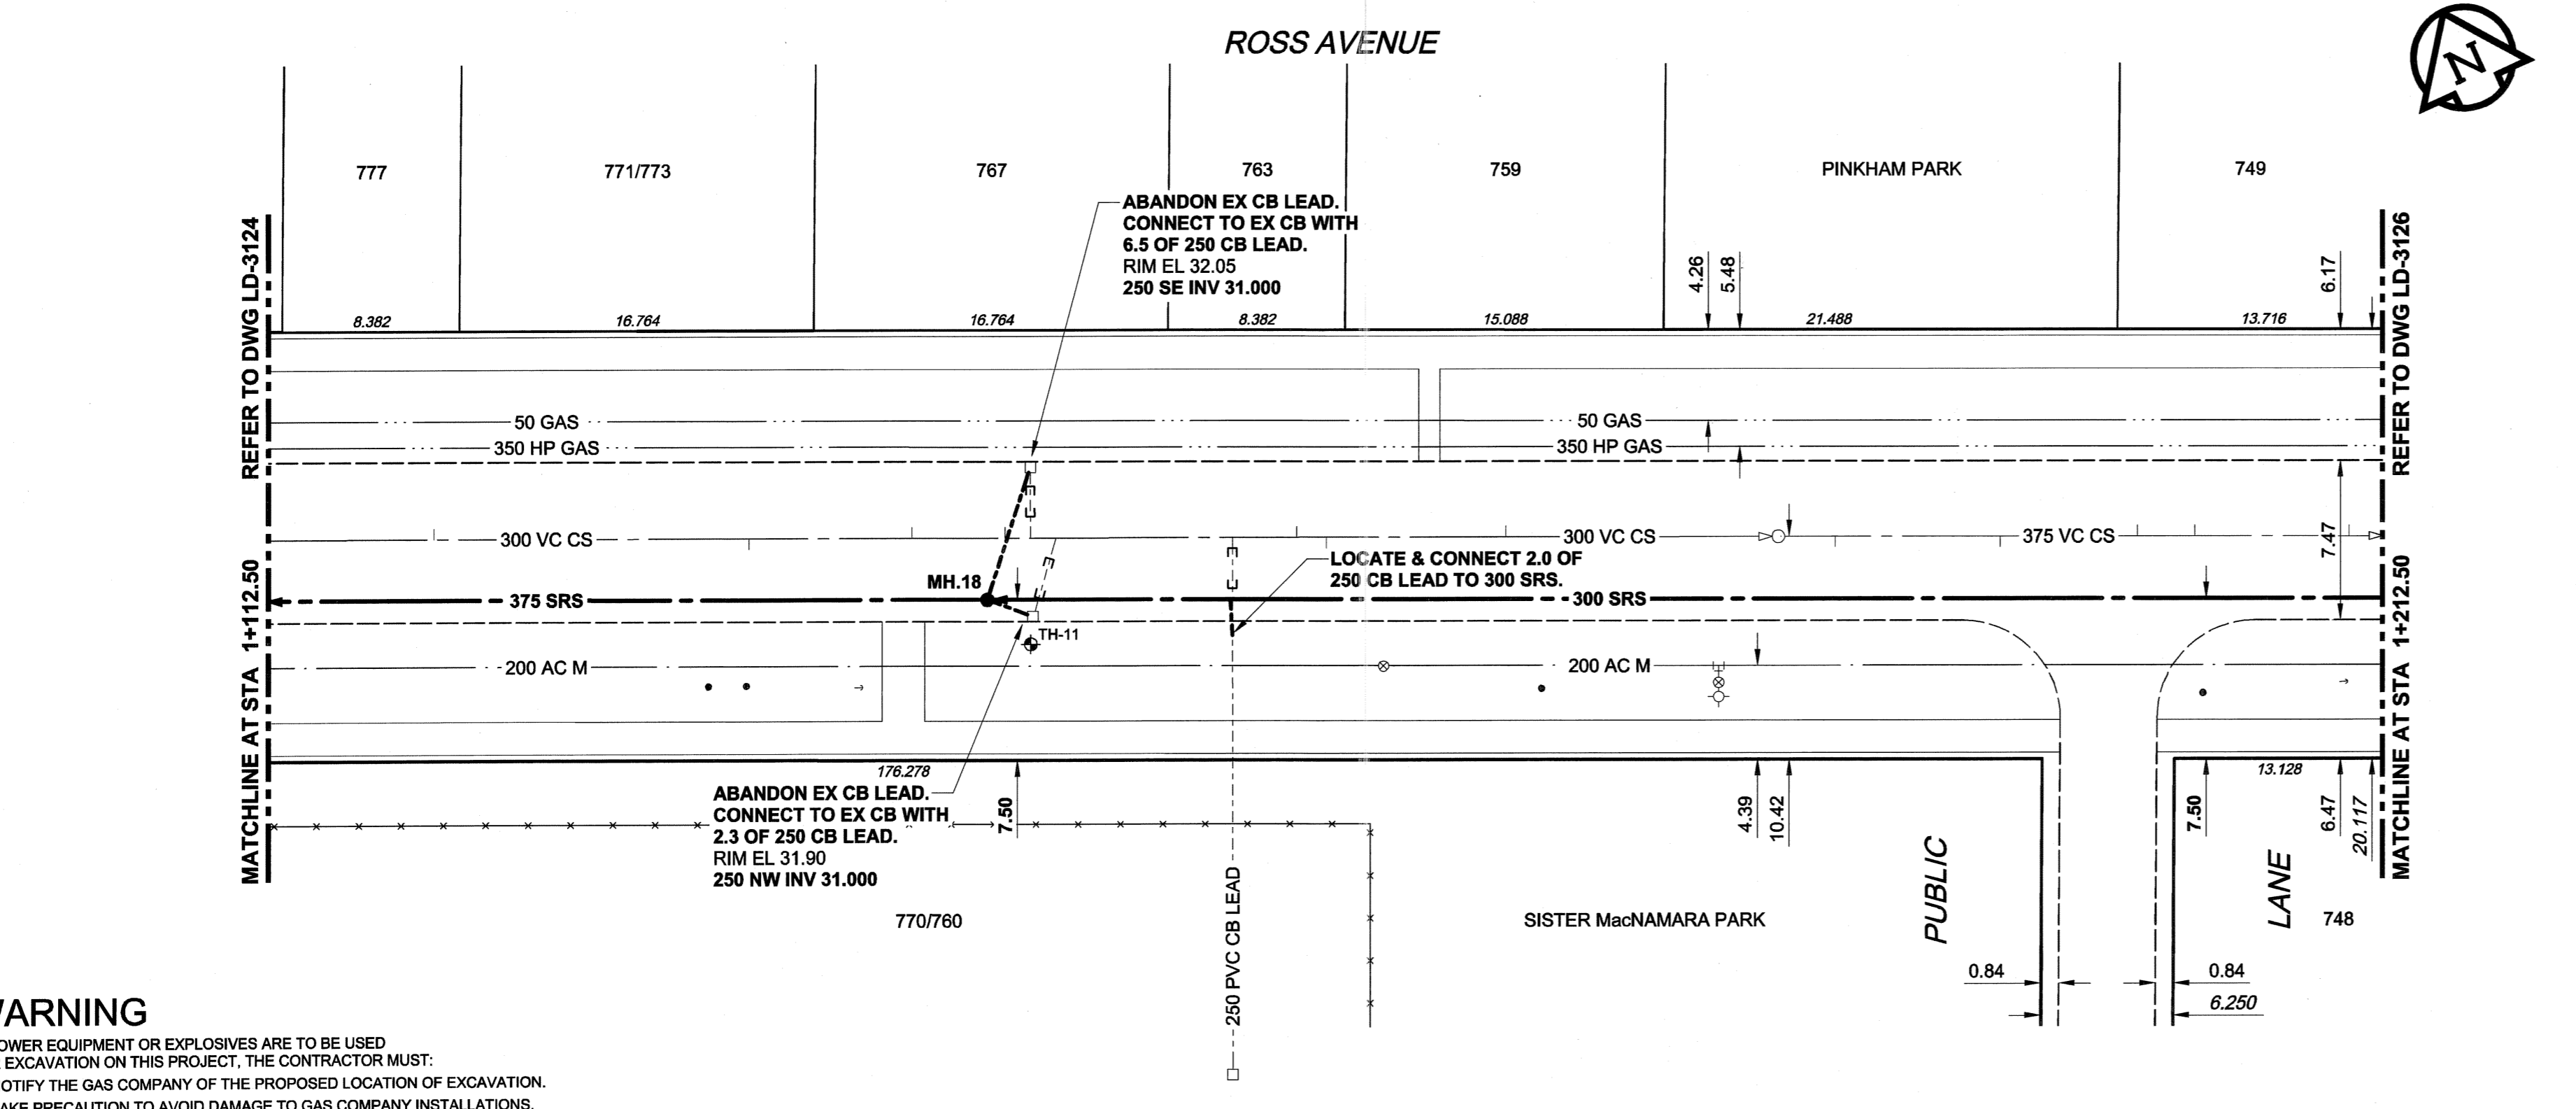 ROSS AVENUE
N
777
771/773
767
763
759
PINKHAM PARK
749
ABANDON EX CB LEAD.
CONNECT TO EX CB WITH
6.5 OF 250 CB LEAD.
RIM EL 32.05
250 SE INV 31.000
REFER TO DWG LD-3124
REFER TO DWG LD-3126
4.26
5.48
6.17
8.382
16.764
16.764
8.382
15.088
21.488
13.716
50 GAS
50 GAS
350 HP GAS
350 HP GAS
300 VC CS
300 VC CS
375 VC CS
7.47
LOCATE & CONNECT 2.0 OF
250 CB LEAD TO 300 SRS.
MH.18
375 SRS
300 SRS
TH-11
200 AC M
200 AC M
MATCHLINE AT STA 1+112.50
MATCHLINE AT STA 1+212.50
176.278
13.128
ABANDON EX CB LEAD.
CONNECT TO EX CB WITH
2.3 OF 250 CB LEAD.
RIM EL 31.90
250 NW INV 31.000
7.50
4.39
10.42
7.50
6.47
20.117
250 PVC CB LEAD
770/760
SISTER MacNAMARA PARK
PUBLIC
LANE
748
0.84
0.84
6.250
ARNING
OWER EQUIPMENT OR EXPLOSIVES ARE TO BE USED
EXCAVATION ON THIS PROJECT, THE CONTRACTOR MUST:
OTIFY THE GAS COMPANY OF THE PROPOSED LOCATION OF EXCAVATION.
AKE PRECAUTION TO AVOID DAMAGE TO GAS COMPANY INSTALLATIONS.